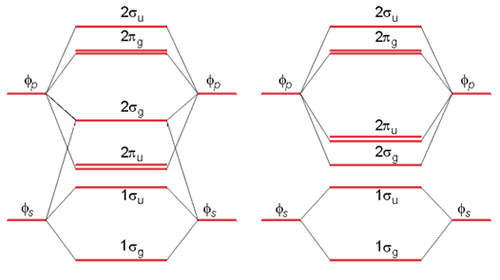 2σu 2σu
2πg 2πg
ϕp ϕp ϕp ϕp
2σg
2πu 2πu
2σg
1σu 1σu
ϕs ϕs ϕs ϕs
1σg 1σg